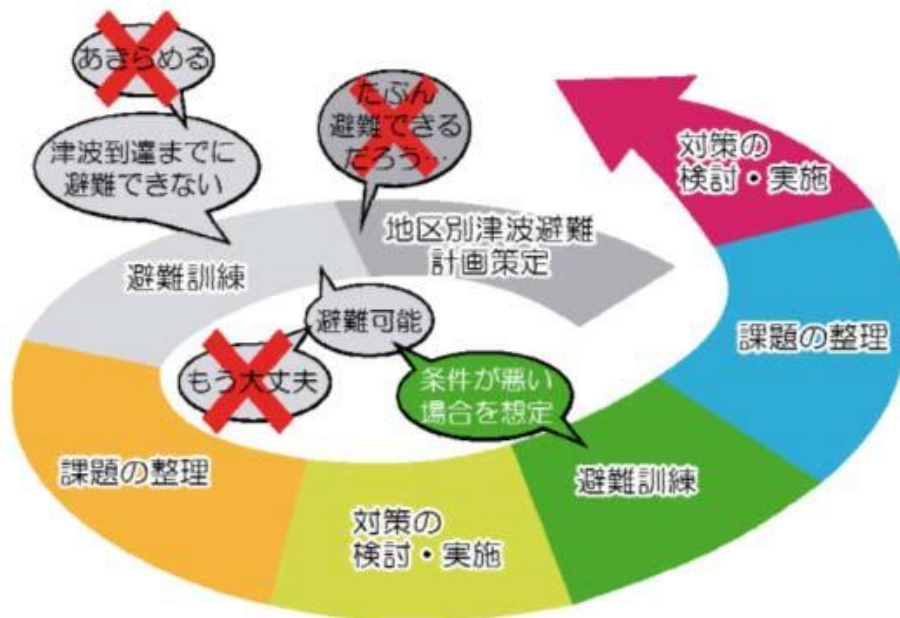 あきらめる
津波到達までに
避難できない
たぶん
避難できる
だろう…
地区別津波避難
計画策定
避難訓練
避難可能
もう大丈夫
条件が悪い
場合を想定
課題の整理
対策の
検討・実施
避難訓練
課題の整理
対策の
検討・実施